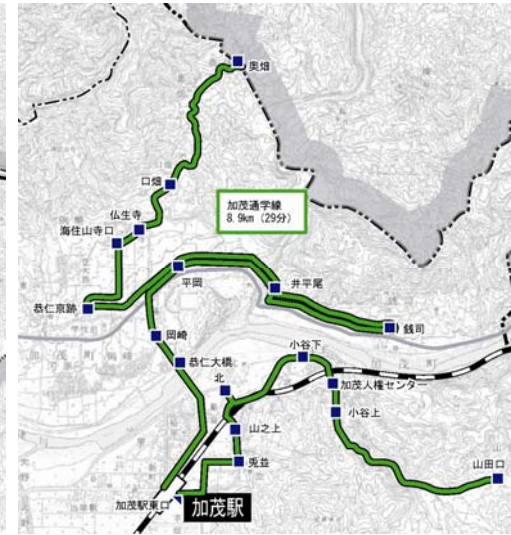 奥畑
口畑
加茂通学線
8.9km（29分）
仏生寺
海住山寺口
平岡
井平尾
恭仁京跡
銭司
岡崎
小谷下
恭仁大橋
北
加茂人権センター
小谷上
山之上
兎並
山田口
加茂駅東口
加茂駅